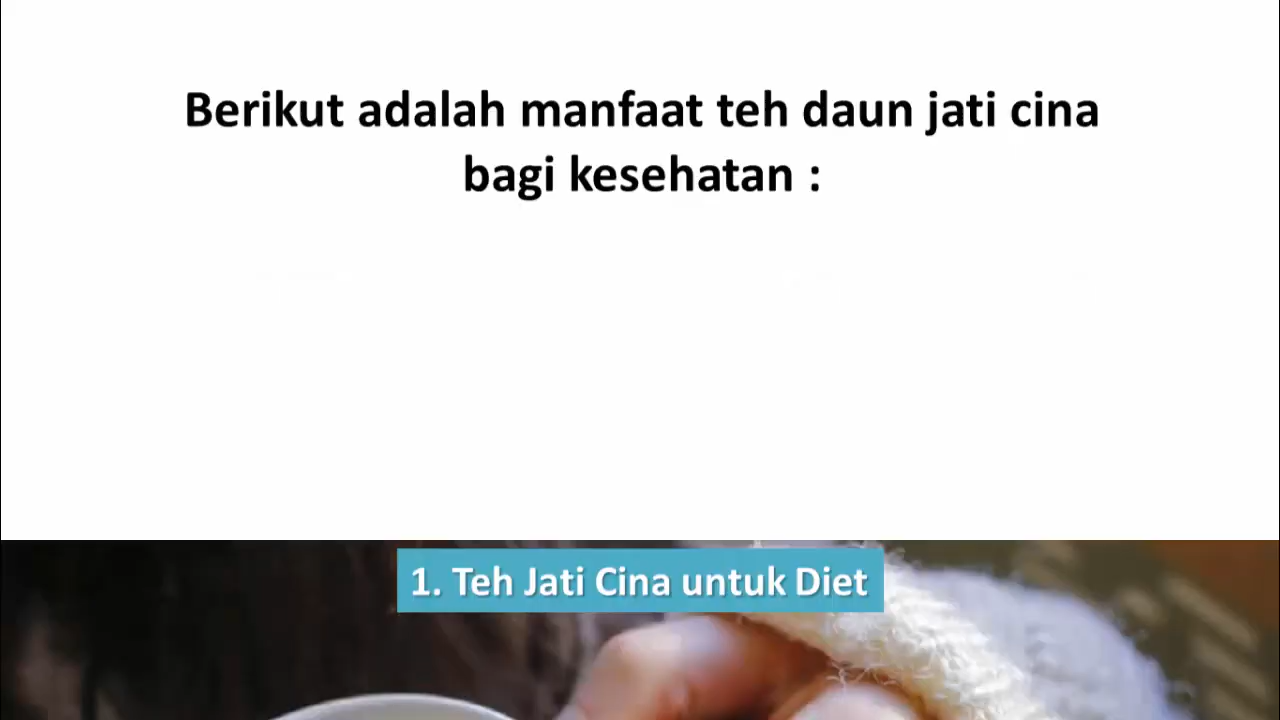 Berikut adalah manfaat teh daun jati cina
bagi kesehatan :
1. Teh Jati Cina untuk Diet